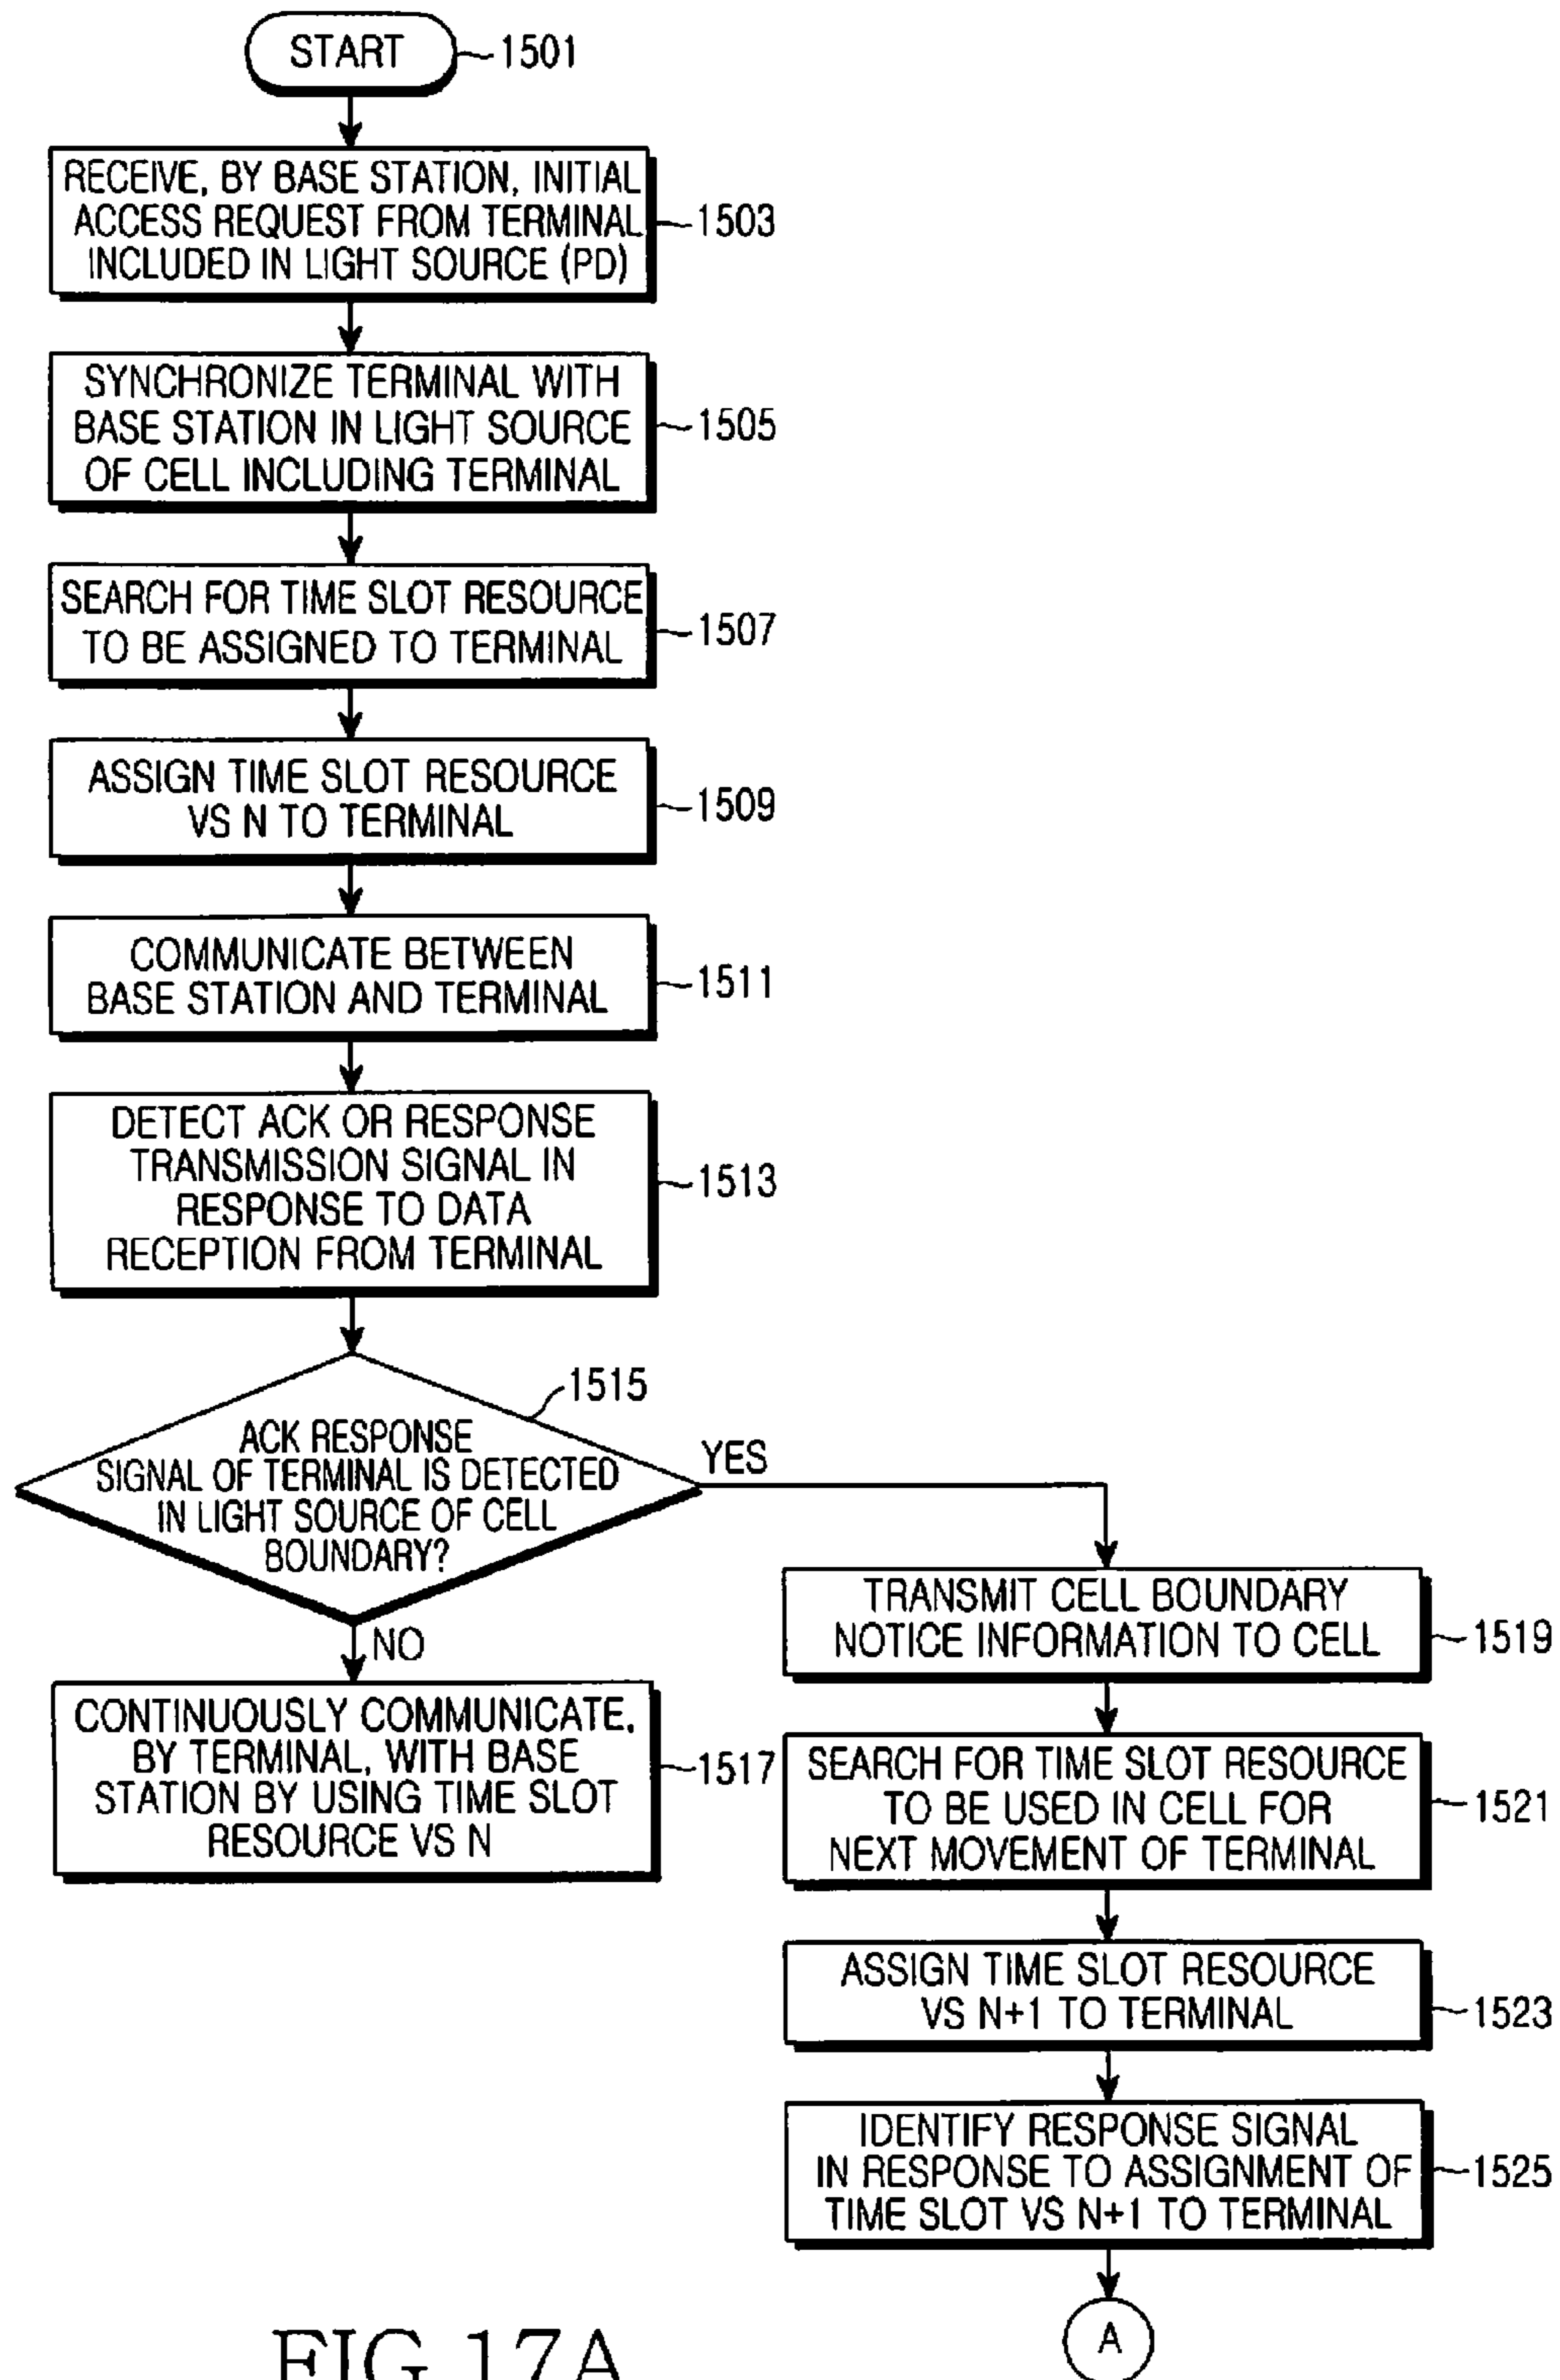 START
1501
RECEIVE, BY BASE STATION, INITIAL
ACCESS REQUEST FROM TERMINAL
INCLUDED IN LIGHT SOURCE (PD)
1503
SYNCHRONIZE TERMINAL WITH
BASE STATION IN LIGHT SOURCE
OF CELL INCLUDING TERMINAL
1505
SEARCH FOR TIME SLOT RESOURCE
TO BE ASSIGNED TO TERMINAL
1507
ASSIGN TIME SLOT RESOURCE
VS N TO TERMINAL
1509
COMMUNICATE BETWEEN
BASE STATION AND TERMINAL
1511
DETECT ACK OR RESPONSE
TRANSMISSION SIGNAL IN
RESPONSE TO DATA
RECEPTION FROM TERMINAL
1513
1515
ACK RESPONSE
SIGNAL OF TERMINAL IS DETECTED
IN LIGHT SOURCE OF CELL
BOUNDARY?
YES
NO
CONTINUOUSLY COMMUNICATE,
BY TERMINAL, WITH BASE
STATION BY USING TIME SLOT
RESOURCE VS N
1517
TRANSMIT CELL BOUNDARY
NOTICE INFORMATION TO CELL
1519
SEARCH FOR TIME SLOT RESOURCE
TO BE USED IN CELL FOR
NEXT MOVEMENT OF TERMINAL
1521
ASSIGN TIME SLOT RESOURCE
VS N+1 TO TERMINAL
1523
IDENTIFY RESPONSE SIGNAL
IN RESPONSE TO ASSIGNMENT OF
TIME SLOT VS N+1 TO TERMINAL
1525
A
FIG.17A